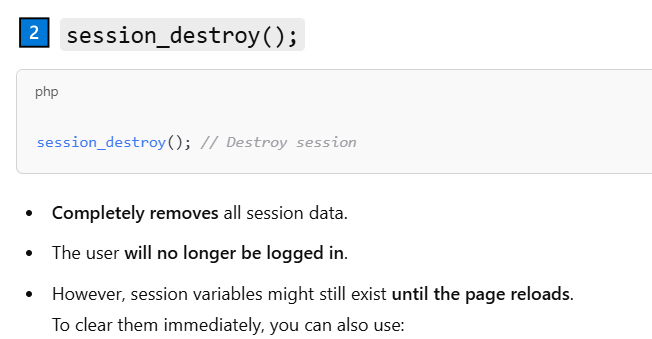 2 session_destroy();
php
session_destroy(); // Destroy session
• Completely removes all session data.
• The user will no longer be logged in.
• However, session variables might still exist until the page reloads.
To clear them immediately, you can also use: